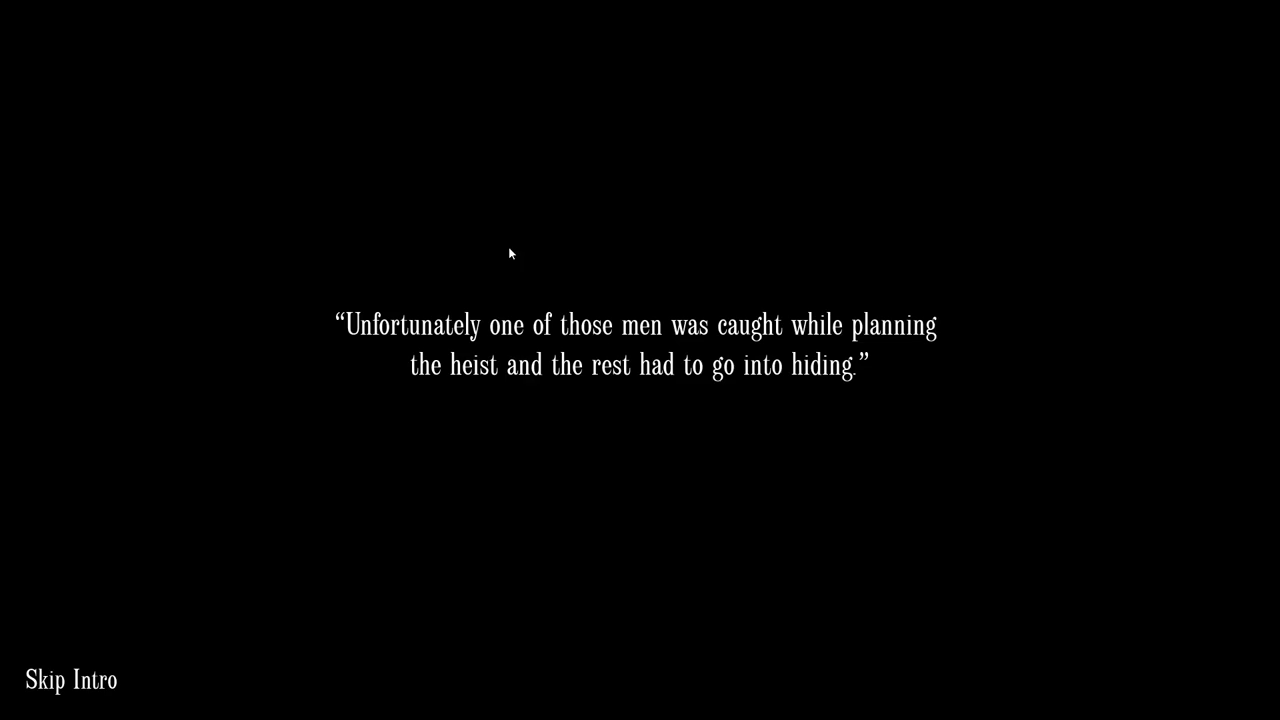 “Unfortunately one of those men was caught while planning
the heist and the rest had to go into hiding.”
Skip Intro